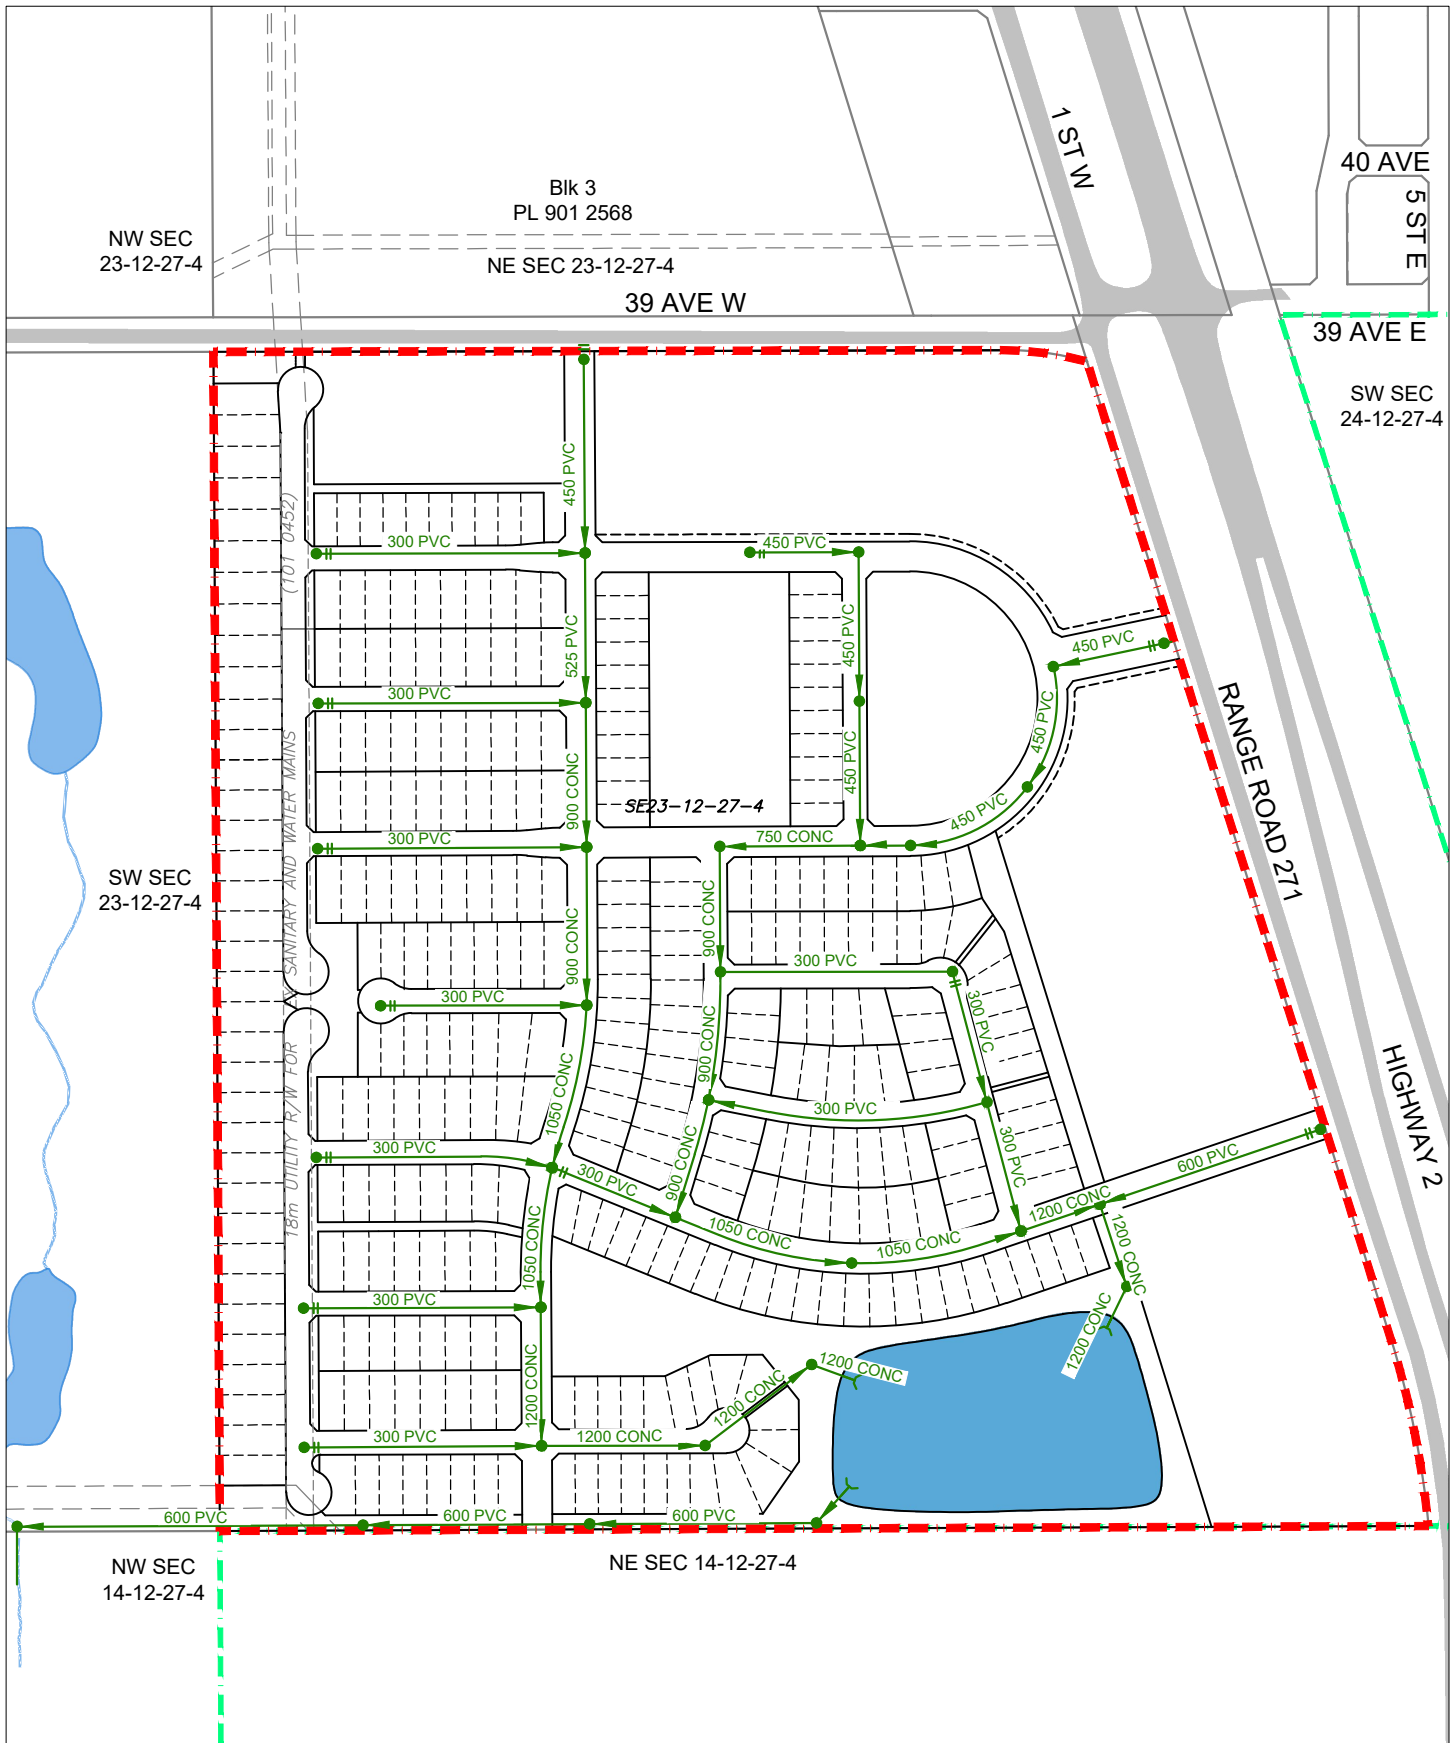 1 ST W
40 AVE
5 ST E
Blk 3
PL 901 2568
NW SEC
23-12-27-4
NE SEC 23-12-27-4
39 AVE W
39 AVE E
SW SEC
24-12-27-4
450 PVC
(101 0452)
300 PVC
450 PVC
525 PVC
450 PVC
450 PVC
300 PVC
450 PVC
RANGE ROAD 271
900 CONC
450 PVC
SE23-12-27-4
450 PVC
300 PVC
750 CONC
SW SEC
23-12-27-4
SANITARY AND WATER MAINS
900 CONC
900 CONC
300 PVC
300 PVC
300 PVC
18m UTILITY R/W FOR
900 CONC
1050 CONC
300 PVC
HIGHWAY 2
300 PVC
300 PVC
300 PVC
900 CONC
600 PVC
1200 CONC
1050 CONC
1050 CONC
1050 CONC
1200 CONC
300 PVC
1200 CONC
1200 CONC
1200 CONC
1200 CONC
300 PVC
1200 CONC
600 PVC
600 PVC
600 PVC
NW SEC
14-12-27-4
NE SEC 14-12-27-4